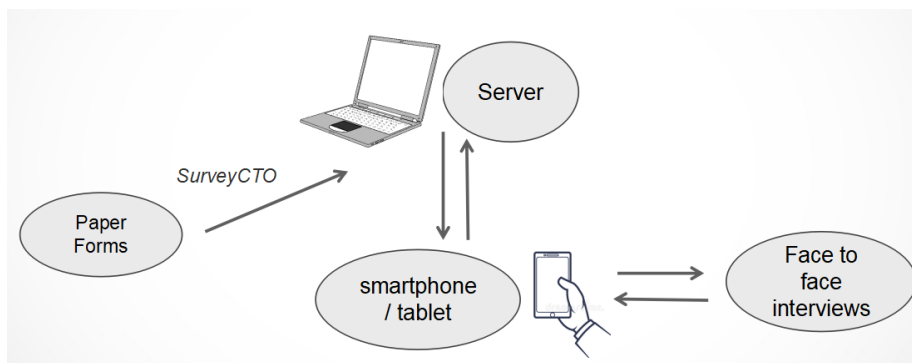 Server
SurveyCTO
Paper
Forms
smartphone
/ tablet
Face to
face
interviews